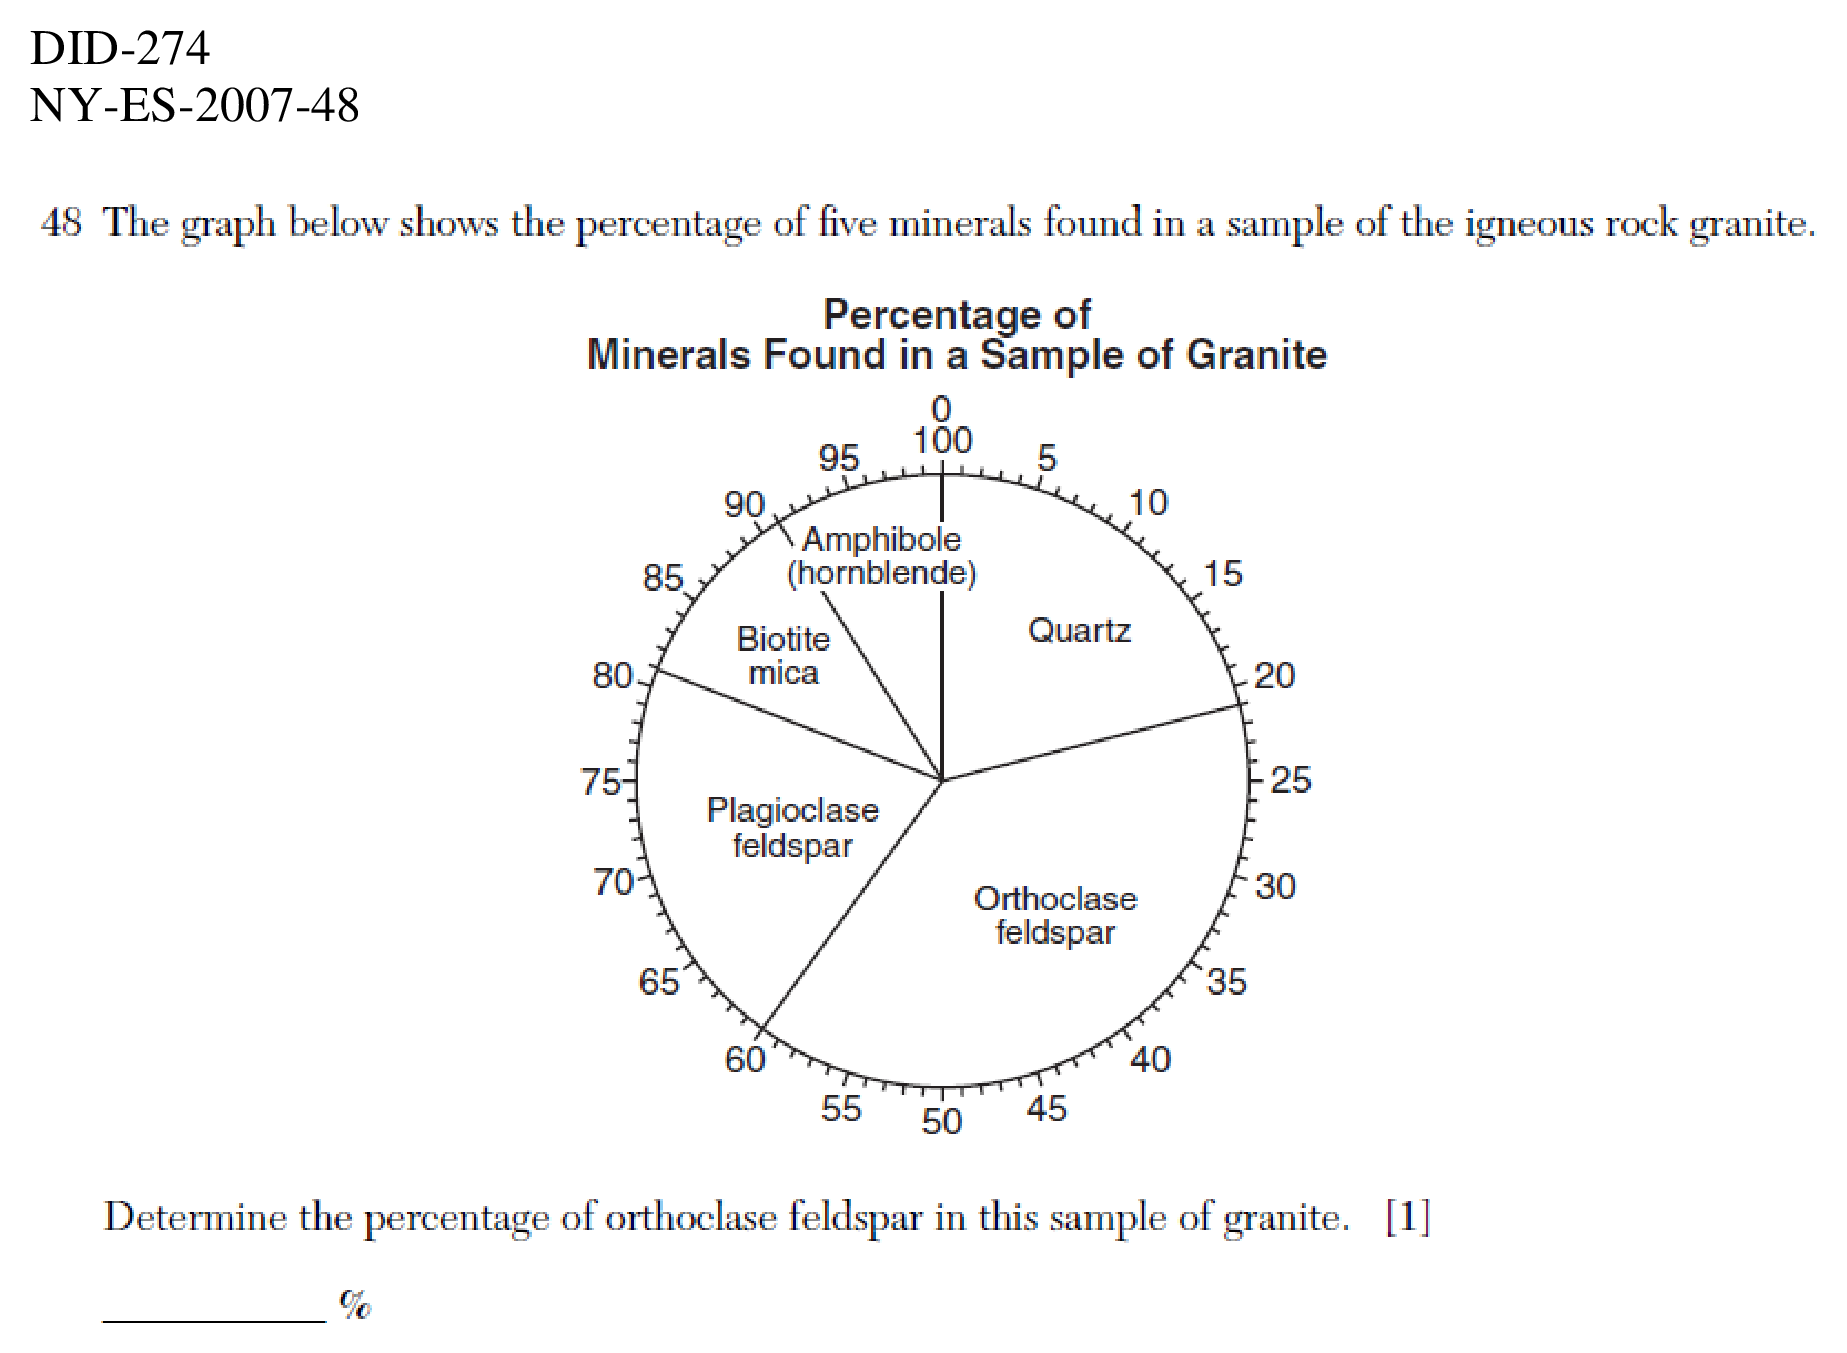 DID-274
NY-ES-2007-48
48 The graph below shows the percentage of five minerals found in a sample of the igneous rock granite.
Percentage of
Minerals Found in a Sample of Granite
0
100
95
5
90
10
Amphibole
(hornblende)
85
15
Quartz
Biotite
mica
80
20
75
25
Plagioclase
feldspar
70
30
Orthoclase
feldspar
65
35
60
40
55
45
50
Determine the percentage of orthoclase feldspar in this sample of granite. [1]
%